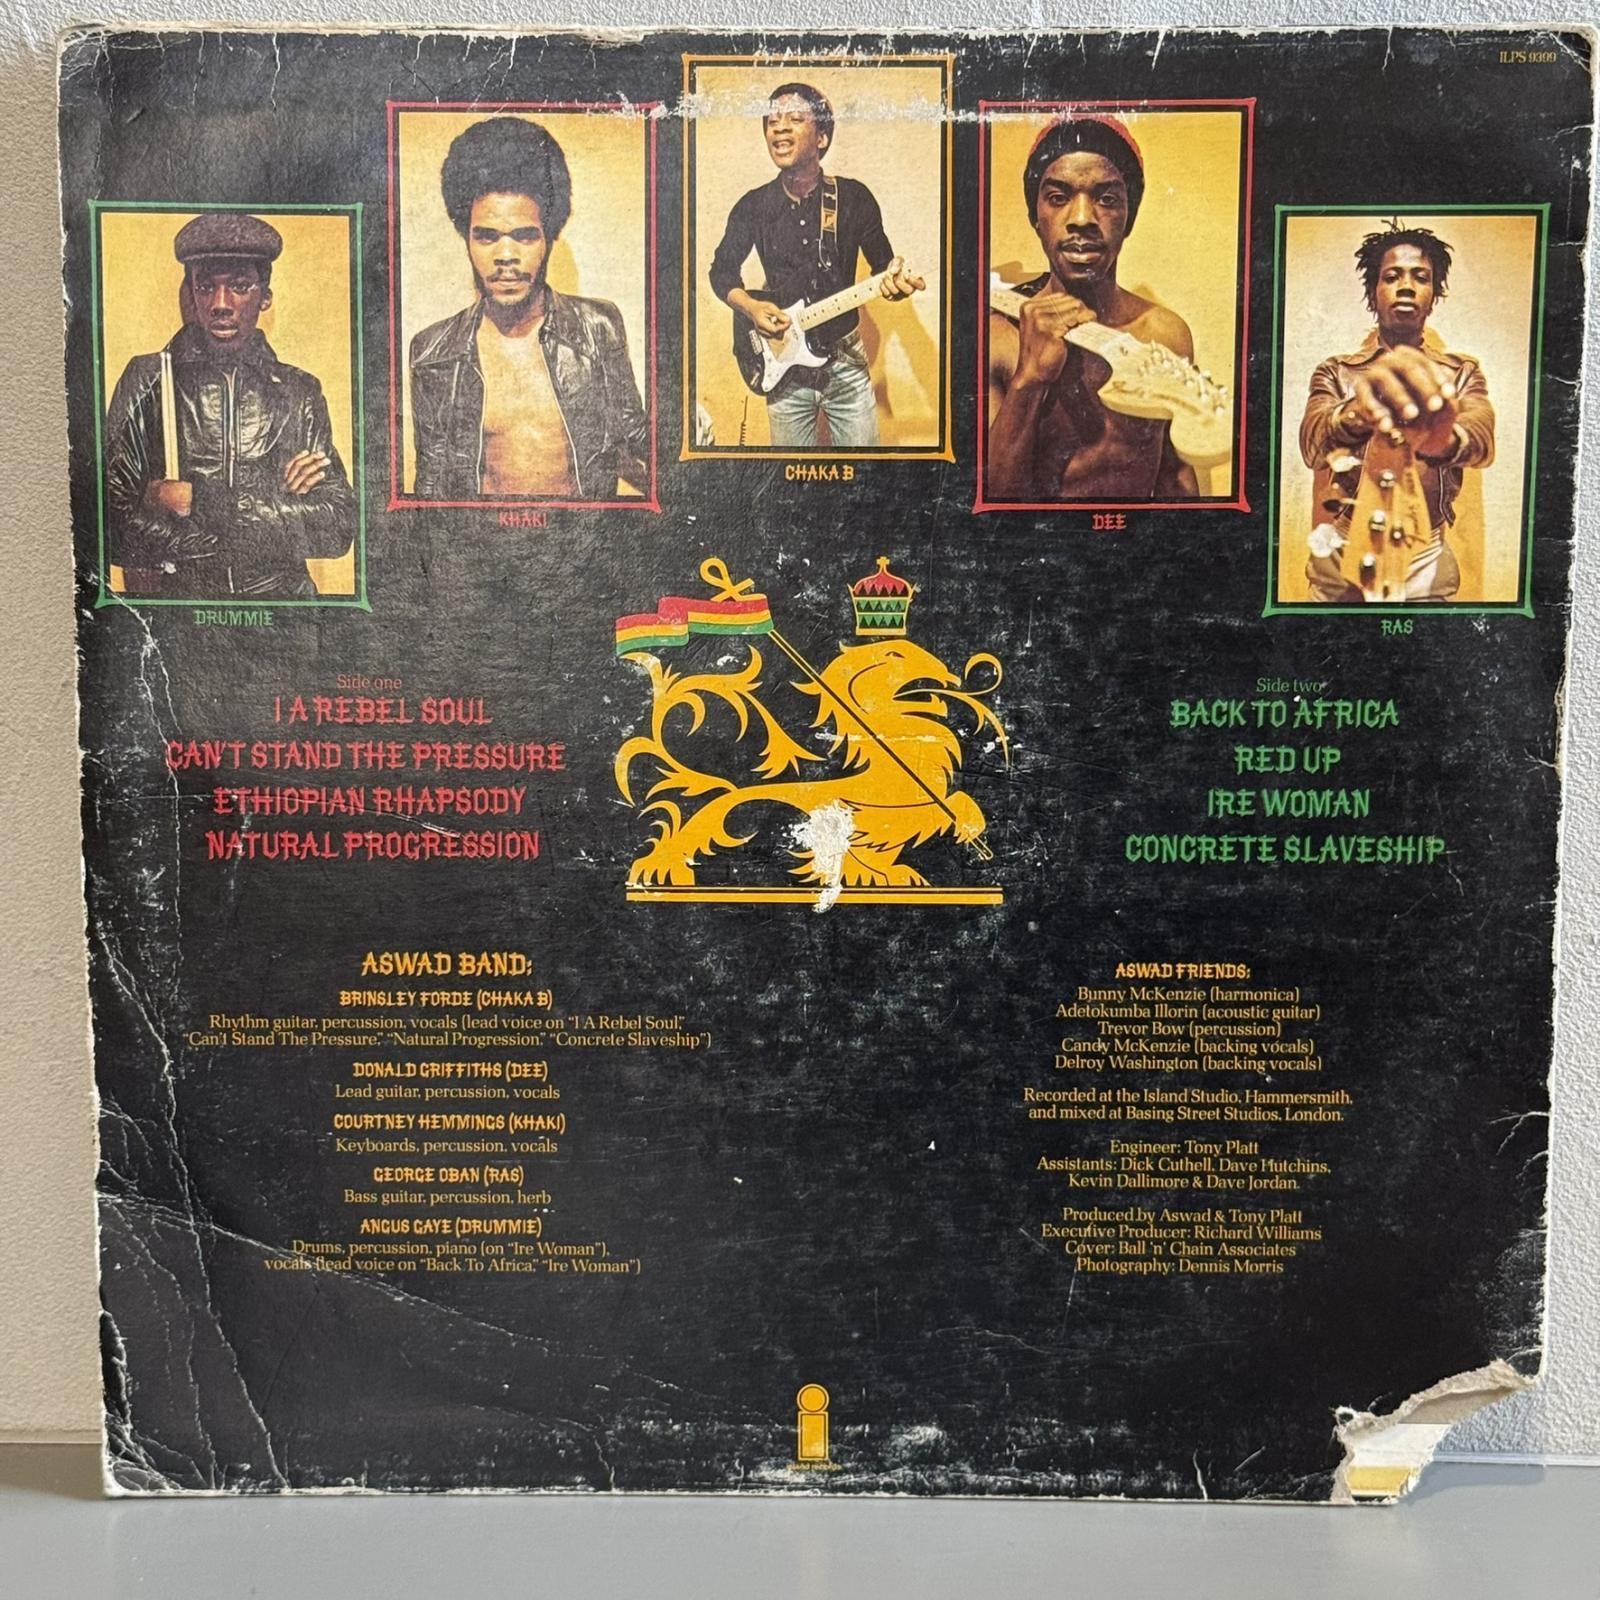 ILPS 9399
CHAKA B
KHAKI
DEE
DRUMMIE
RAS
Side one
I A REBEL SOUL
CAN'T STAND THE PRESSURE
ETHIOPIAN RHAPSODY
NATURAL PROGRESSION
Side two
BACK TO AFRICA
RED UP
IRE WOMAN
CONCRETE SLAVESHIP
ASWAD BAND:
BRINSLEY FORDE (CHAKA B)
Rhythm guitar, percussion, vocals (lead voice on "I A Rebel Soul,"
"Can't Stand The Pressure," "Natural Progression," "Concrete Slaveship")
DONALD GRIFFITHS (DEE)
Lead guitar, percussion, vocals
COURTNEY HEMMINGS (KHAKI)
Keyboards, percussion, vocals
GEORGE OBAN (RAS)
Bass guitar, percussion, herb
ANGUS GAYE (DRUMMIE)
Drums, percussion, piano (on "Ire Woman"),
vocals (lead voice on "Back To Africa," "Ire Woman")
ASWAD FRIENDS:
Bunny McKenzie (harmonica)
Adetokumba Illorin (acoustic guitar)
Trevor Bow (percussion)
Candy McKenzie (backing vocals)
Delroy Washington (backing vocals)
Recorded at the Island Studio, Hammersmith,
and mixed at Basing Street Studios, London.
Engineer: Tony Platt
Assistants: Dick Cuthell, Dave Hutchins,
Kevin Dallimore & Dave Jordan.
Produced by Aswad & Tony Platt
Executive Producer: Richard Williams
Cover: Ball 'n' Chain Associates
Photography: Dennis Morris
island records